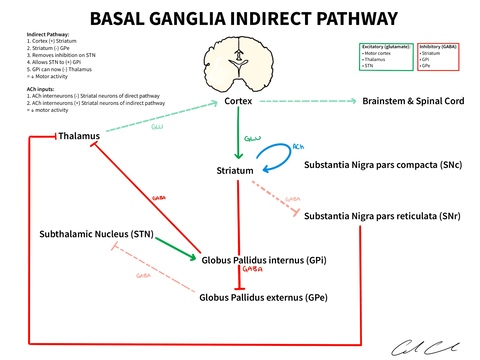 BASAL GANGLIA INDIRECT PATHWAY
Indirect Pathway:
1. Cortex (+) Striatum
2. Striatum (-) GPe
3. Removes inhibition on STN
4. Allows STN to (+) GPi
5. GPi can now (-) Thalamus
= ↓ Motor activity
ACh inputs:
1. ACh interneurons (-) Striatal neurons of direct pathway
2. ACh interneurons (+) Striatal neurons of indirect pathway
= ↓ motor activity
Excitatory (glutamate):
• Motor cortex
• Thalamus
• STN
Inhibitory (GABA)
• Striatum
• GPi
• GPe
Cortex
Brainstem & Spinal Cord
GLU
Thalamus
GLU
ACh
Striatum
Substantia Nigra pars compacta (SNc)
GABA
GABA
Substantia Nigra pars reticulata (SNr)
Subthalamic Nucleus (STN)
Globus Pallidus internus (GPi)
GABA
GABA
Globus Pallidus externus (GPe)